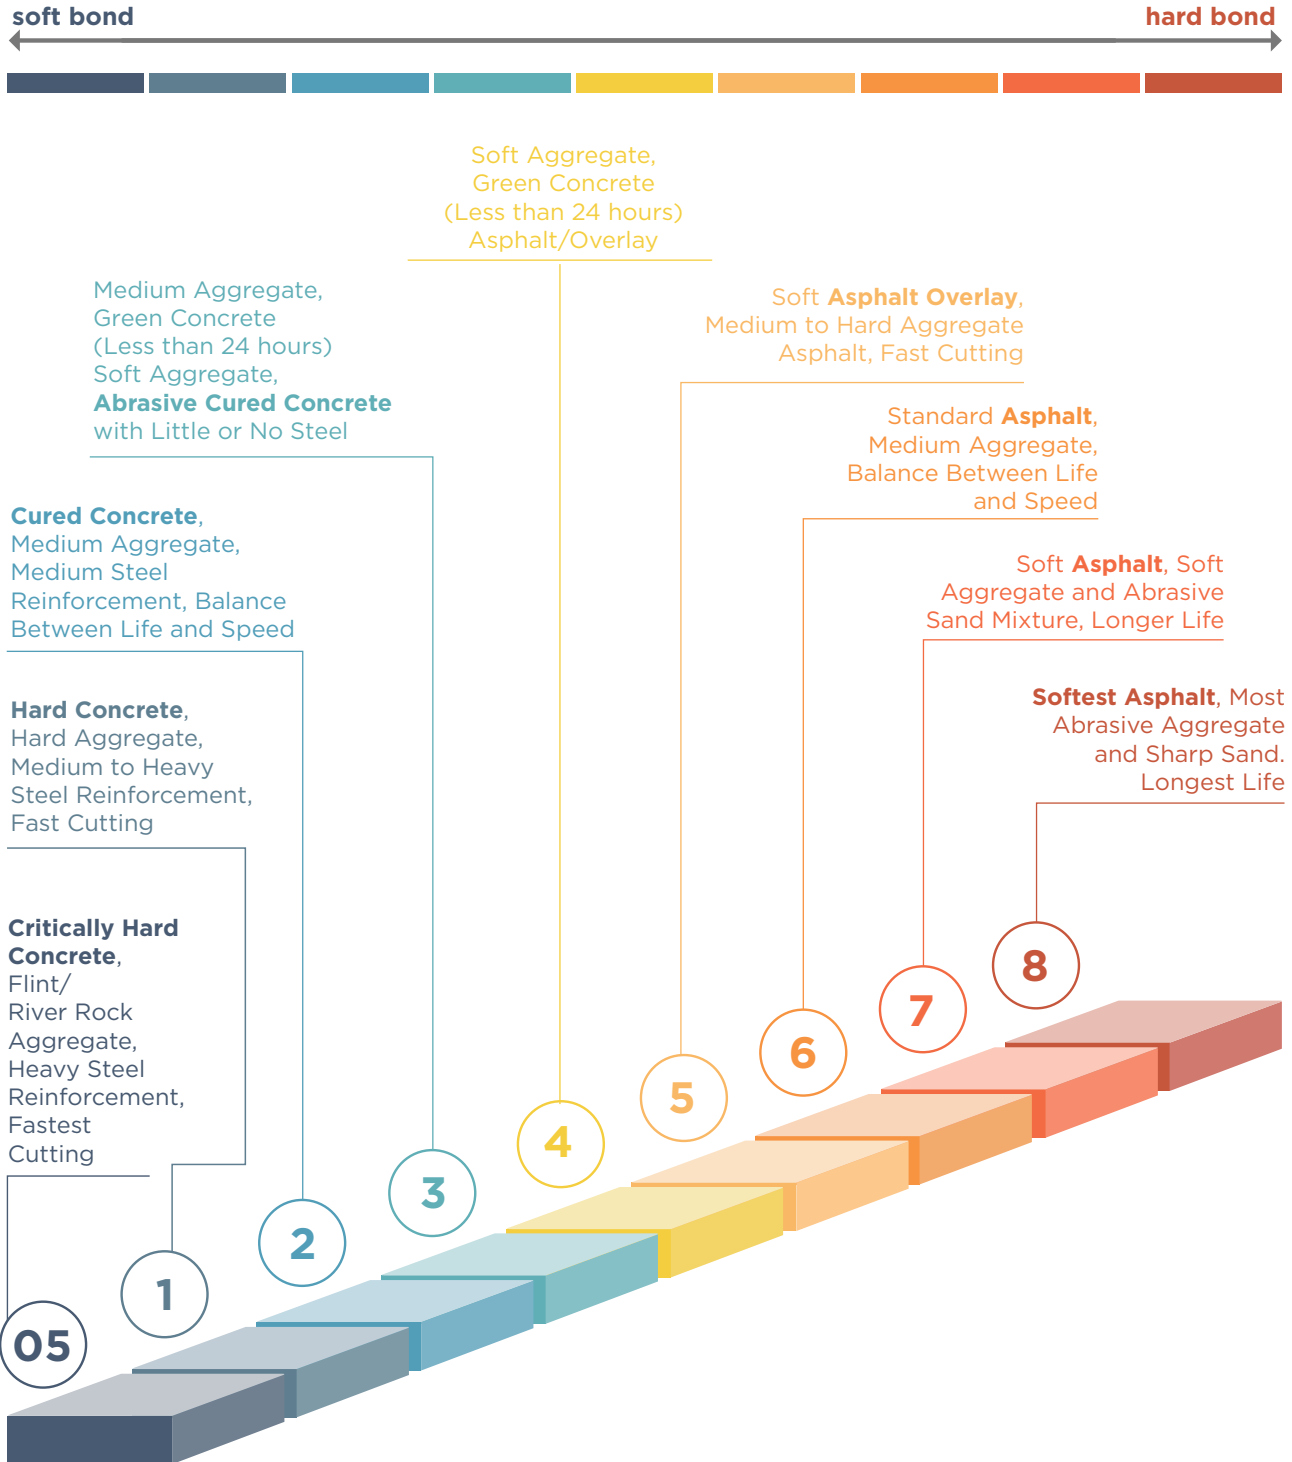 soft bond
hard bond
Soft Aggregate,
Green Concrete
(Less than 24 hours)
Asphalt/Overlay
Medium Aggregate,
Green Concrete
(Less than 24 hours)
Soft Aggregate,
Abrasive Cured Concrete
with Little or No Steel
Soft Asphalt Overlay,
Medium to Hard Aggregate
Asphalt, Fast Cutting
Standard Asphalt,
Medium Aggregate,
Balance Between Life
and Speed
Cured Concrete,
Medium Aggregate,
Medium Steel
Reinforcement, Balance
Between Life and Speed
Soft Asphalt, Soft
Aggregate and Abrasive
Sand Mixture, Longer Life
Hard Concrete,
Hard Aggregate,
Medium to Heavy
Steel Reinforcement,
Fast Cutting
Softest Asphalt, Most
Abrasive Aggregate
and Sharp Sand.
Longest Life
Critically Hard
Concrete,
Flint/
River Rock
Aggregate,
Heavy Steel
Reinforcement,
Fastest
Cutting
05
1
2
3
4
5
6
7
8